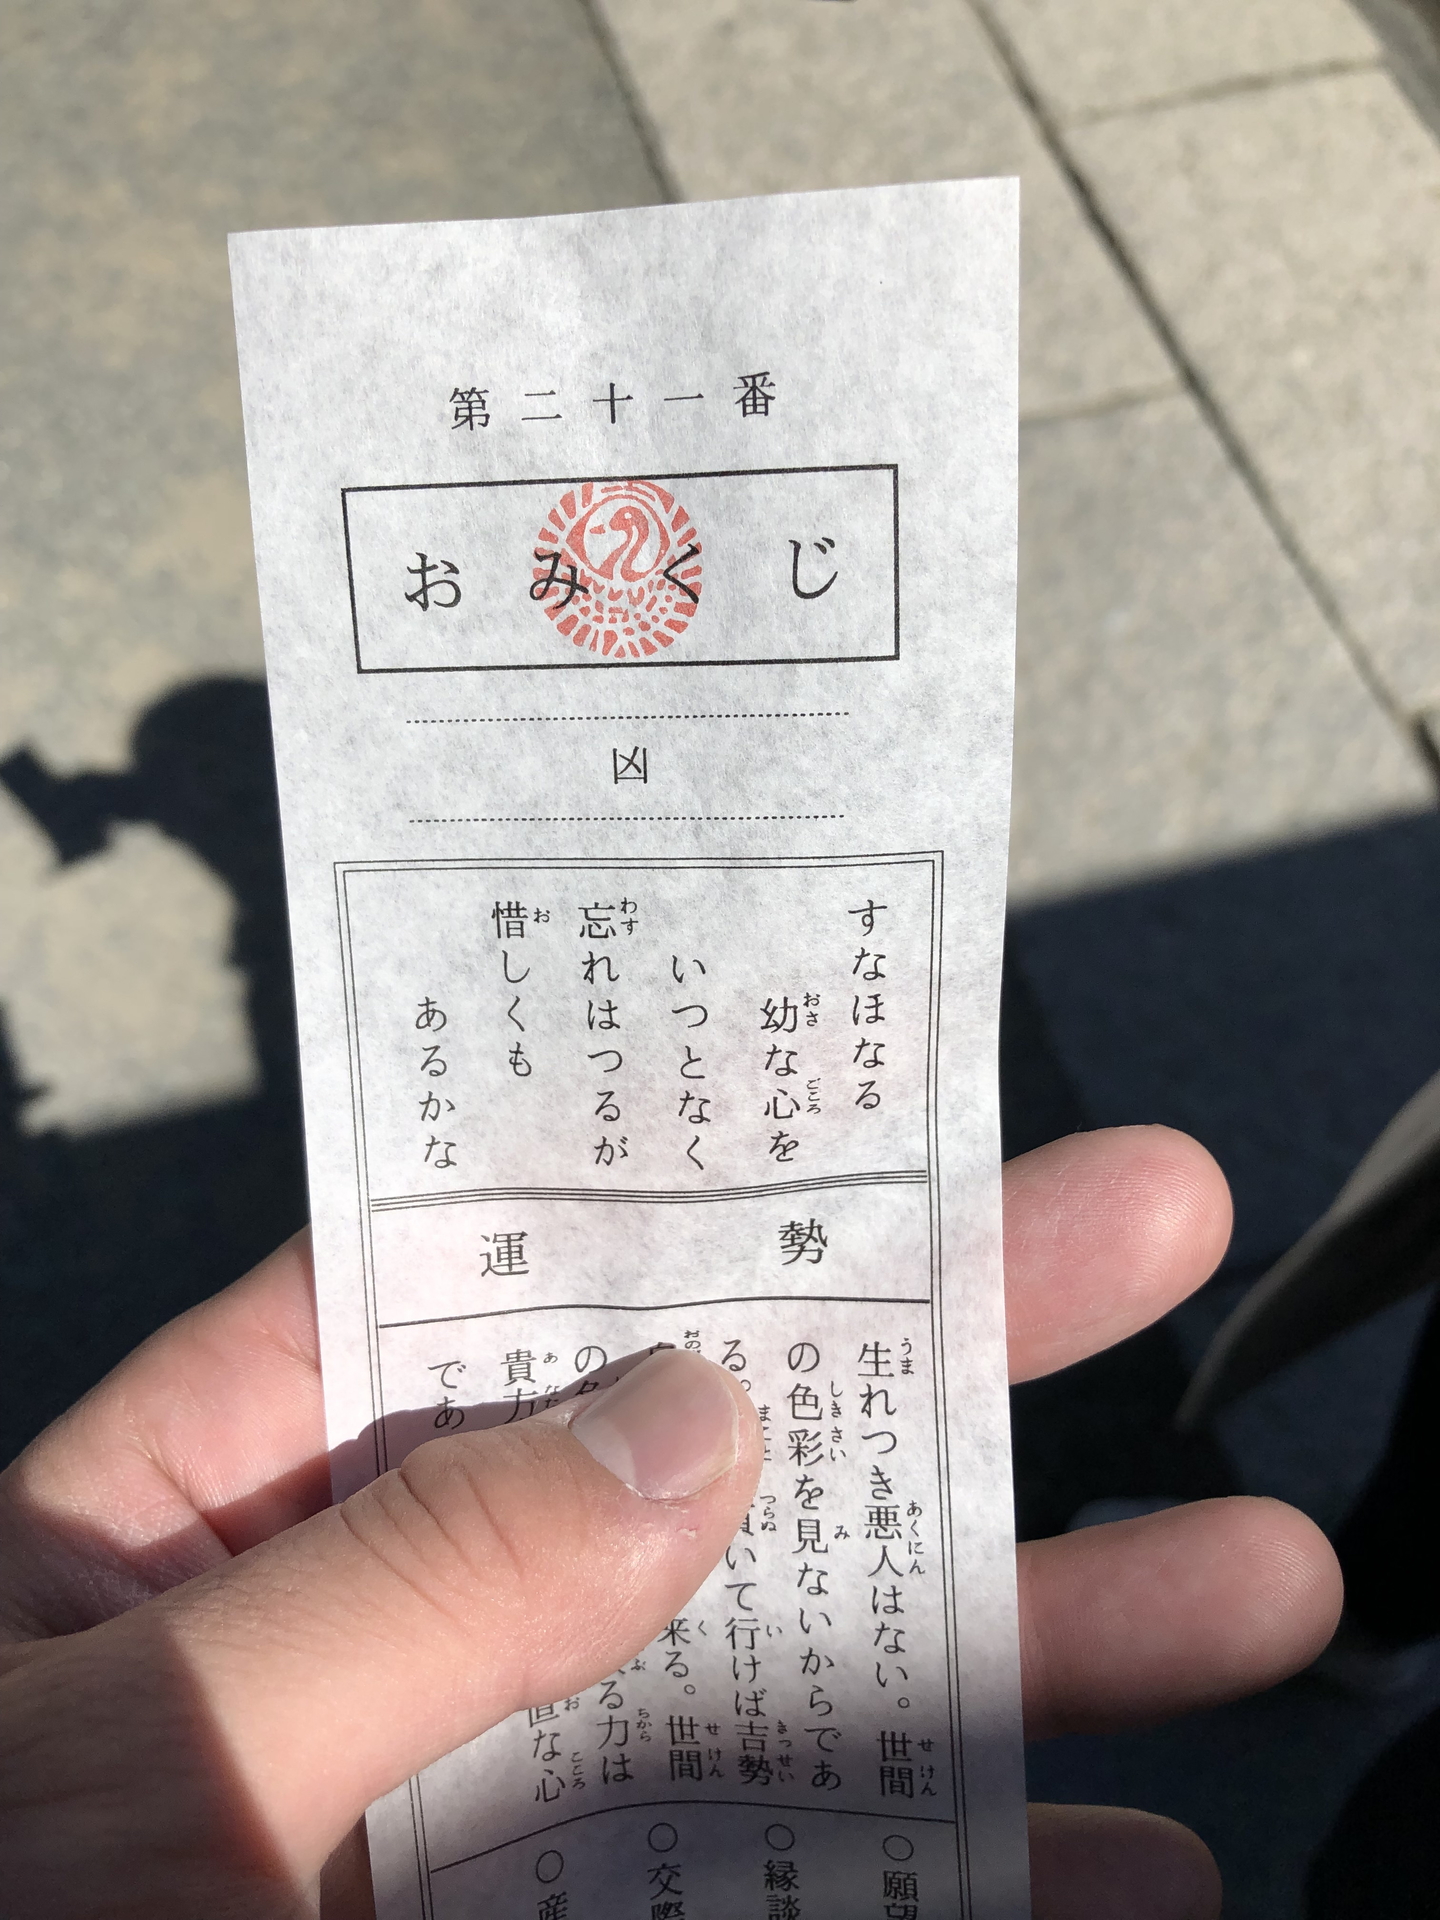 第二十一番
おみくじ
凶
すなほなる
幼な心を
いつとなく
忘れはつるが
惜しくも
あるかな
運勢
生れつき悪人はない。世間
の色彩を見ないからであ
る。
いて行けば吉勢
来る。世間
の
る力は
貴方
直な心
であ
○願望
○縁談
○交際
○産